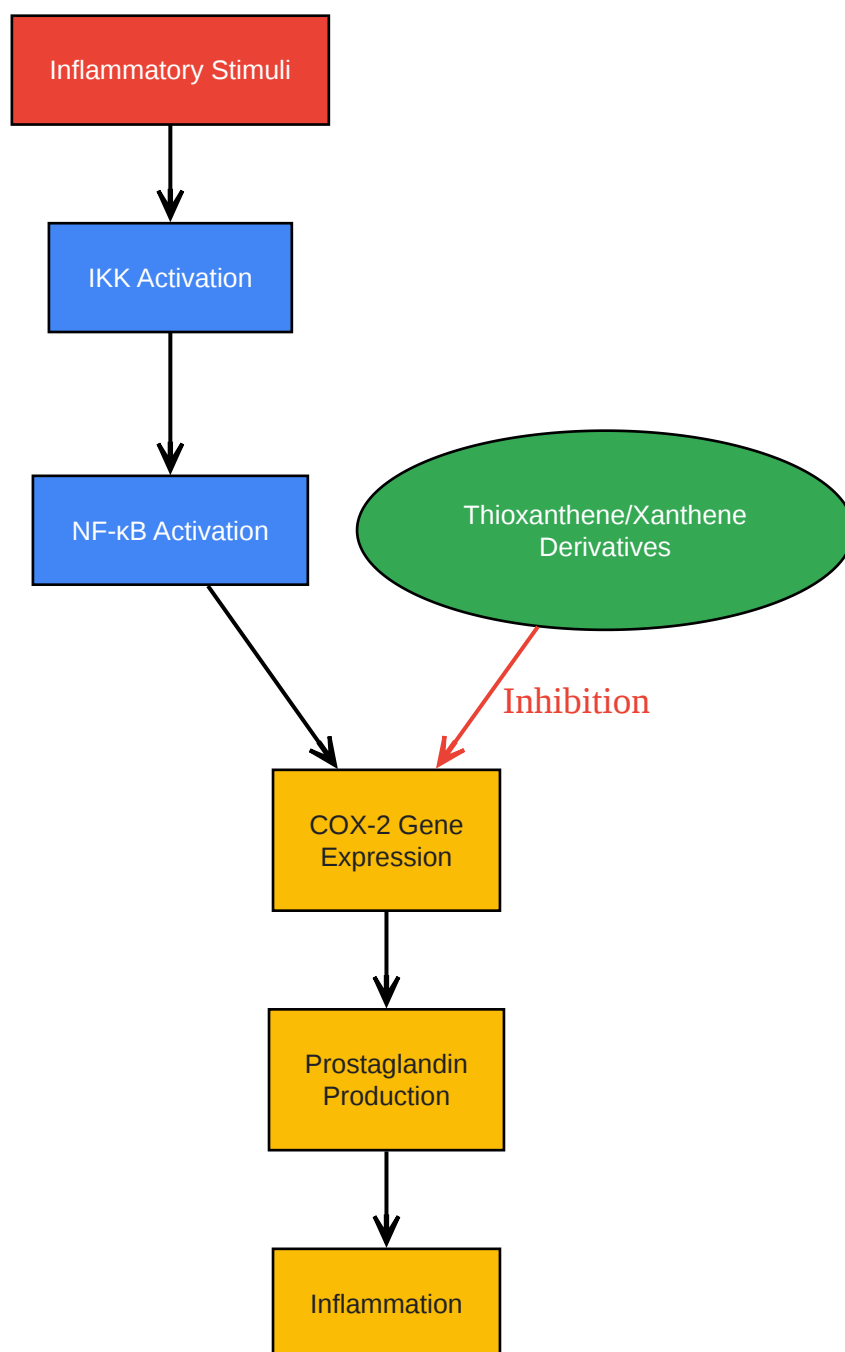 Inflammatory Stimuli
IKK Activation
NF-κB Activation
Thioxanthene/Xanthene
Derivatives
Inhibition
COX-2 Gene
Expression
Prostaglandin
Production
Inflammation